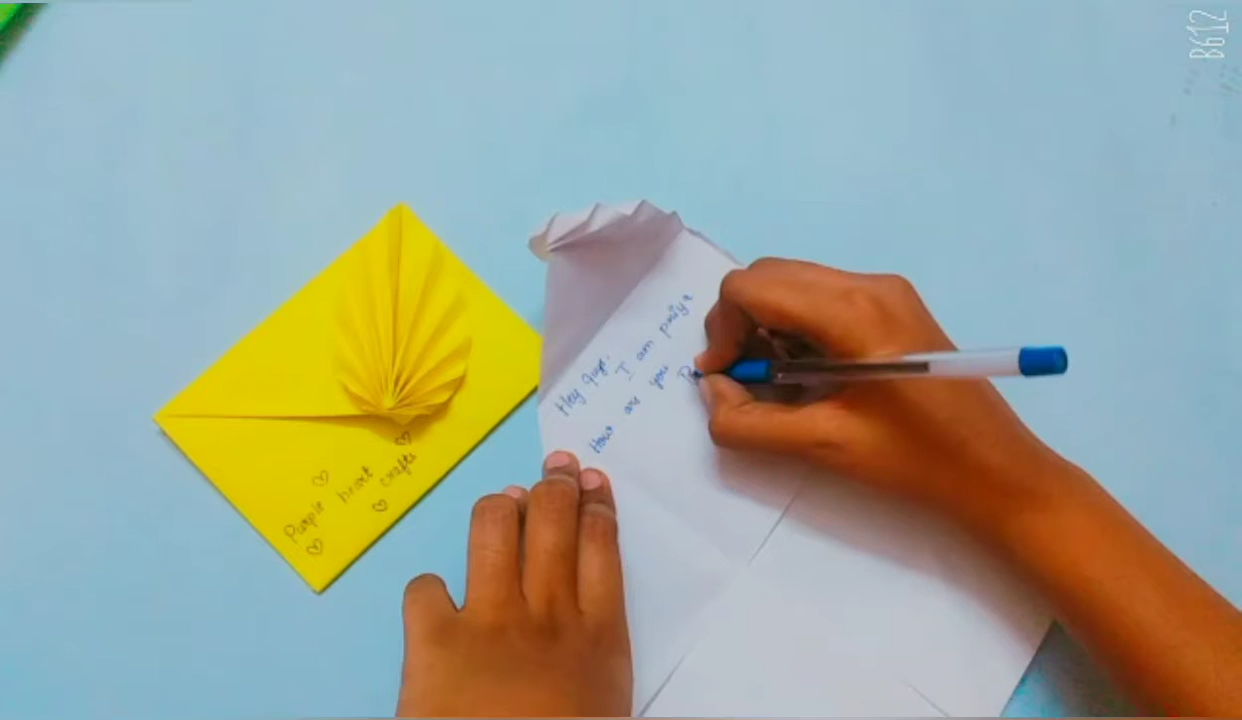 Purple heart crafts
Hey guys.
I am priya
How are you
B612